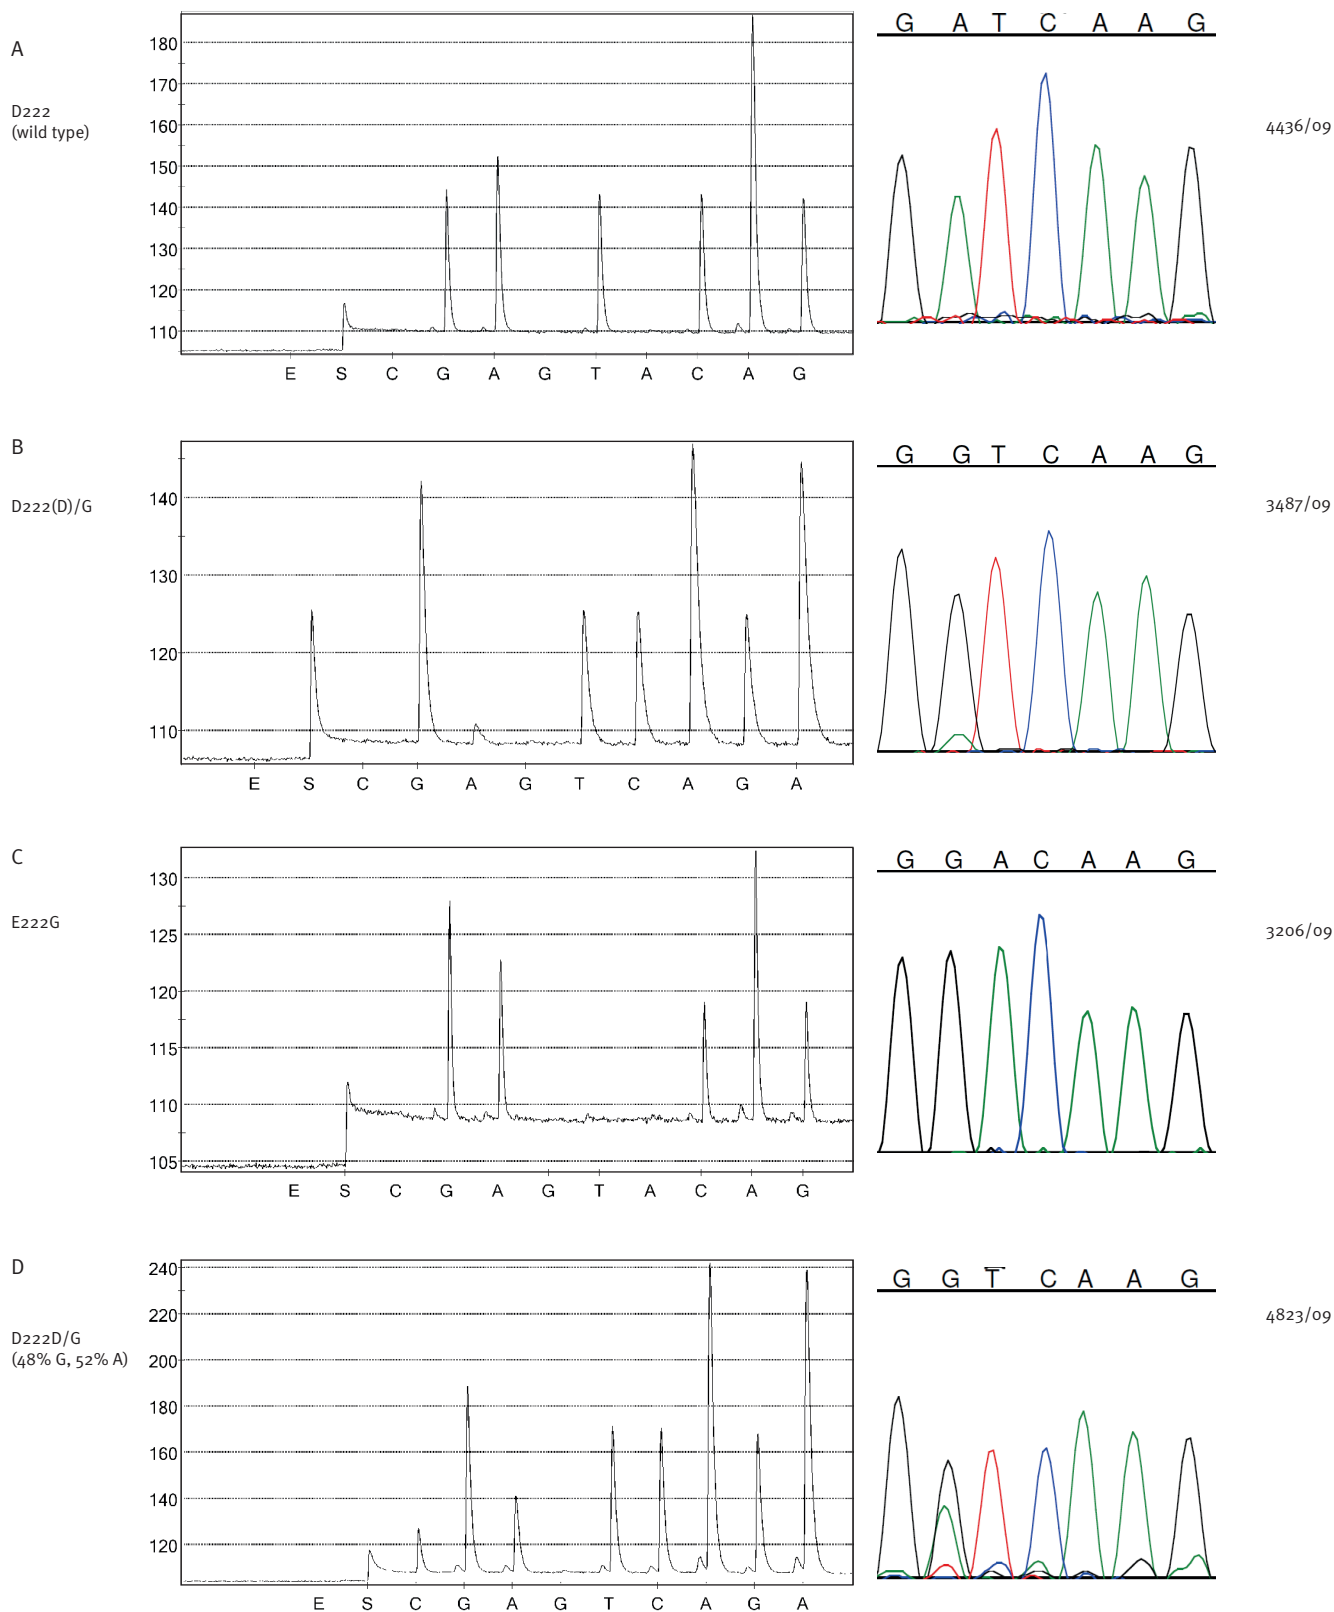 A
D222
(wild type)
180
170
160
150
140
130
120
110
E S C G A G T A C A G
G A T C A A G
4436/09
B
D222(D)/G
140
130
120
110
E S C G A G T C A G A
G G T C A A G
3487/09
C
E222G
130
125
120
115
110
105
E S C G A G T A C A G
G G A C A A G
3206/09
D
D222D/G
(48% G, 52% A)
240
220
200
180
160
140
120
E S C G A G T C A G A
G G T C A A G
4823/09